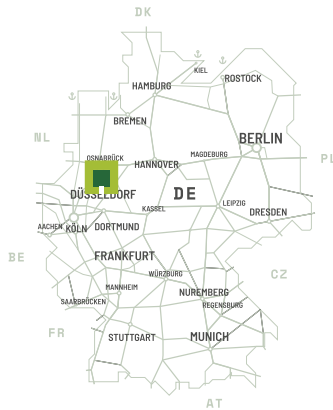 DK
KIEL
ROSTOCK
HAMBURG
BREMEN
NL
BERLIN
OSNABRÜCK
HANNOVER
MAGDEBURG
PL
DÜSSELDORF
DE
KASSEL
LEIPZIG
DRESDEN
AACHEN
KÖLN
DORTMUND
BE
FRANKFURT
WÜRZBURG
CZ
MANNHEIM
NUREMBERG
SAARBRÜCKEN
REGENSBURG
FR
STUTTGART
MUNICH
AT